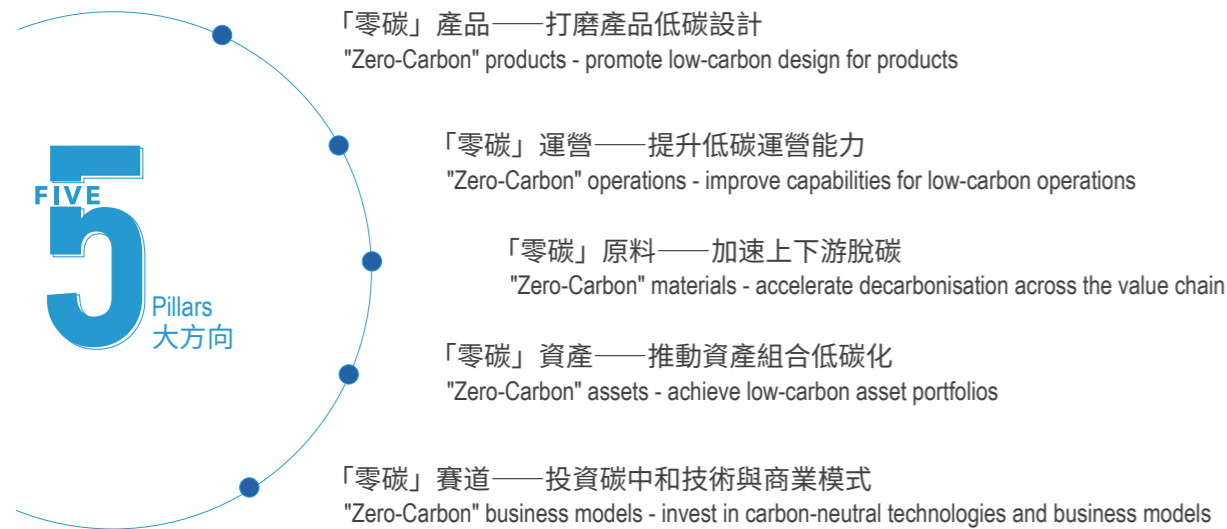 「零碳」產品——打磨產品低碳設計
"Zero-Carbon" products - promote low-carbon design for products
「零碳」運營——提升低碳運營能力
"Zero-Carbon" operations - improve capabilities for low-carbon operations
5
FIVE
Pillars
大方向
「零碳」原料——加速上下游脫碳
"Zero-Carbon" materials - accelerate decarbonisation across the value chain
「零碳」資產——推動資產組合低碳化
"Zero-Carbon" assets - achieve low-carbon asset portfolios
「零碳」賽道——投資碳中和技術與商業模式
"Zero-Carbon" business models - invest in carbon-neutral technologies and business models